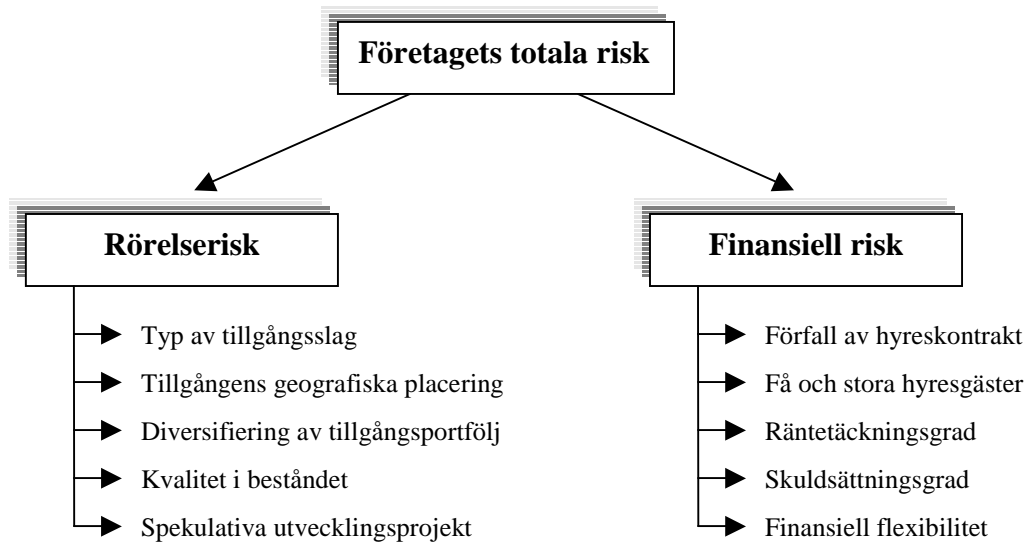 Företagets totala risk
Rörelserisk
Typ av tillgångsslag
Tillgångens geografiska placering
Diversifiering av tillgångsportfölj
Kvalitet i beståndet
Spekulativa utvecklingsprojekt
Finansiell risk
Förfall av hyreskontrakt
Få och stora hyresgäster
Räntetäckningsgrad
Skuldsättningsgrad
Finansiell flexibilitet